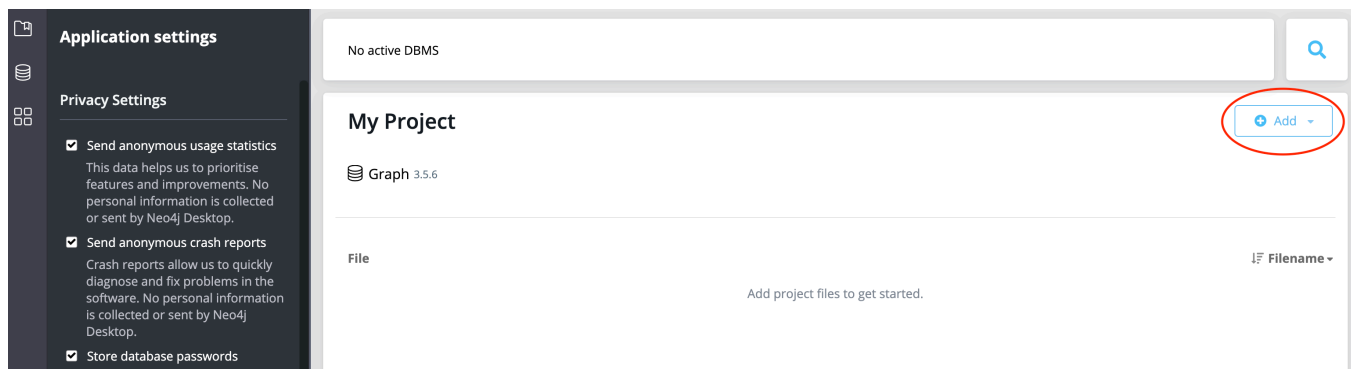 Application settings
Privacy Settings
Send anonymous usage statistics
This data helps us to prioritise
features and improvements. No
personal information is collected
or sent by Neo4j Desktop.
Send anonymous crash reports
Crash reports allow us to quickly
diagnose and fix problems in the
software. No personal information
is collected or sent by Neo4j
Desktop.
Store database passwords
No active DBMS
My Project
Add
Graph 3.5.6
File
Filename
Add project files to get started.